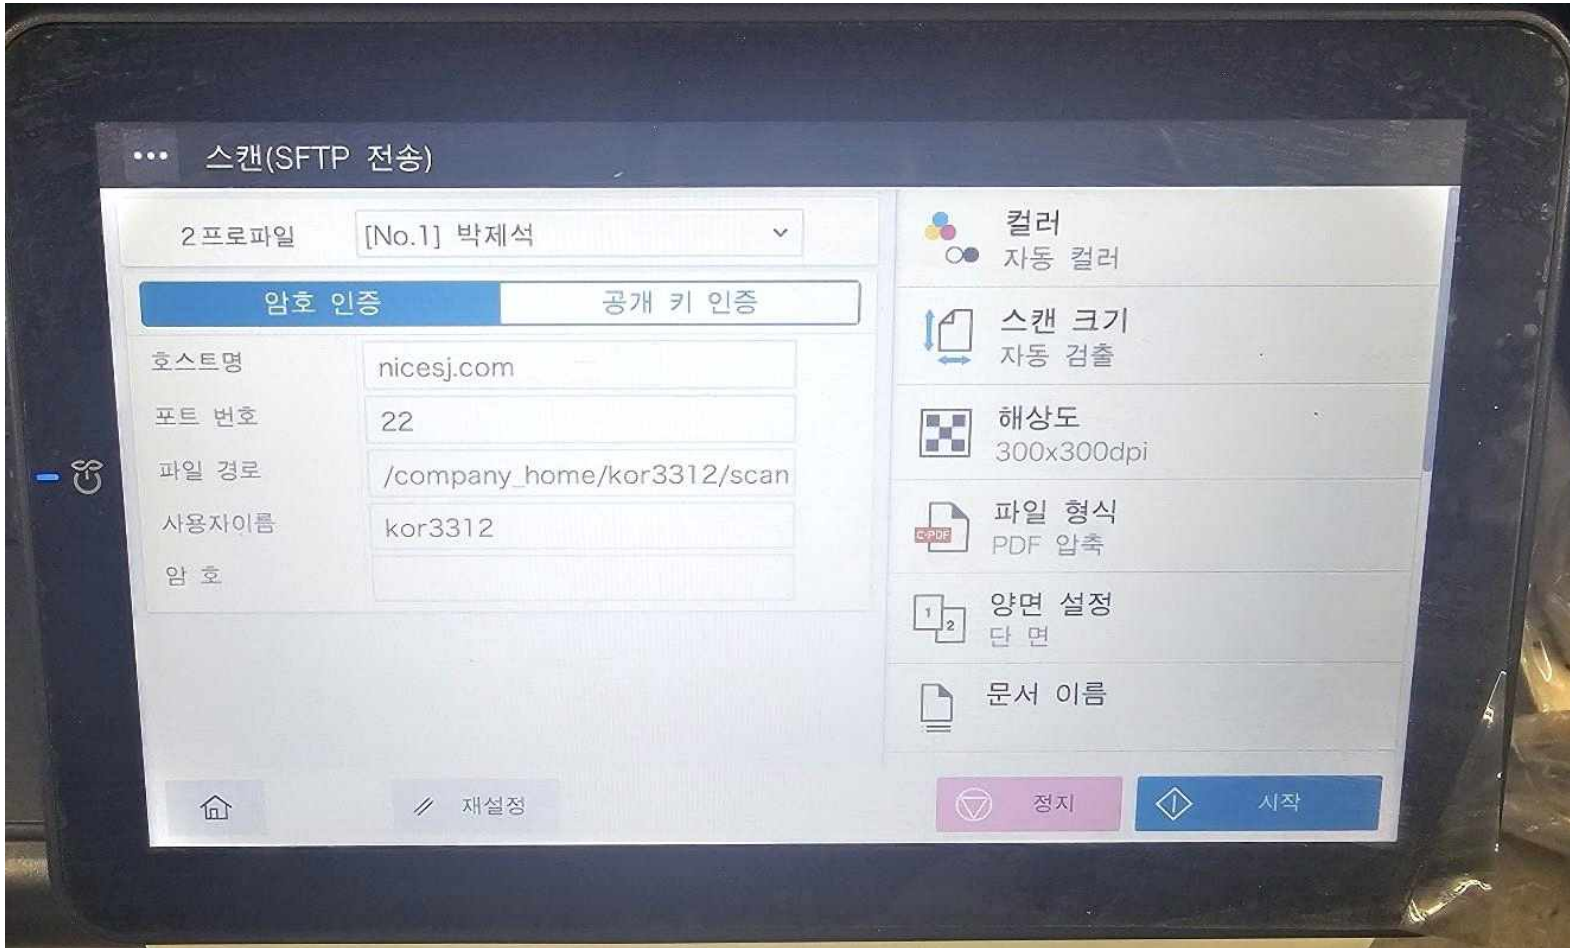 스캔(SFTP 전송)
2프로파일 [No.1] 박제석
암호 인증 공개 키 인증
호스트명 nicesj.com
포트 번호 22
파일 경로 /company_home/kor3312/scan
사용자이름 kor3312
암 호
재설정
컬러
자동 컬러
스캔 크기
자동 검출
해상도
300x300dpi
C-PDF
파일 형식
PDF 압축
1 2
양면 설정
단 면
문서 이름
정지
시작